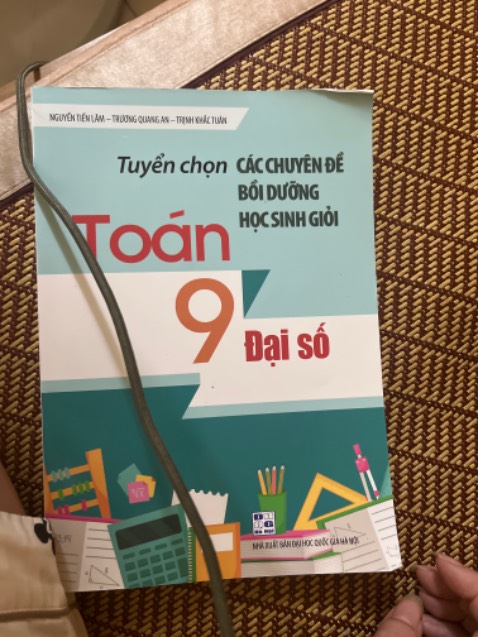 NGUYỄN TIẾN LÂM – TRƯƠNG QUANG AN – TRỊNH KHẮC TUÂN
Tuyển chọn CÁC CHUYÊN ĐỀ
BỒI DƯỠNG
HỌC SINH GIỎI
Toán
9
Đại số
NHÀ XUẤT BẢN ĐẠI HỌC QUỐC GIA HÀ NỘI